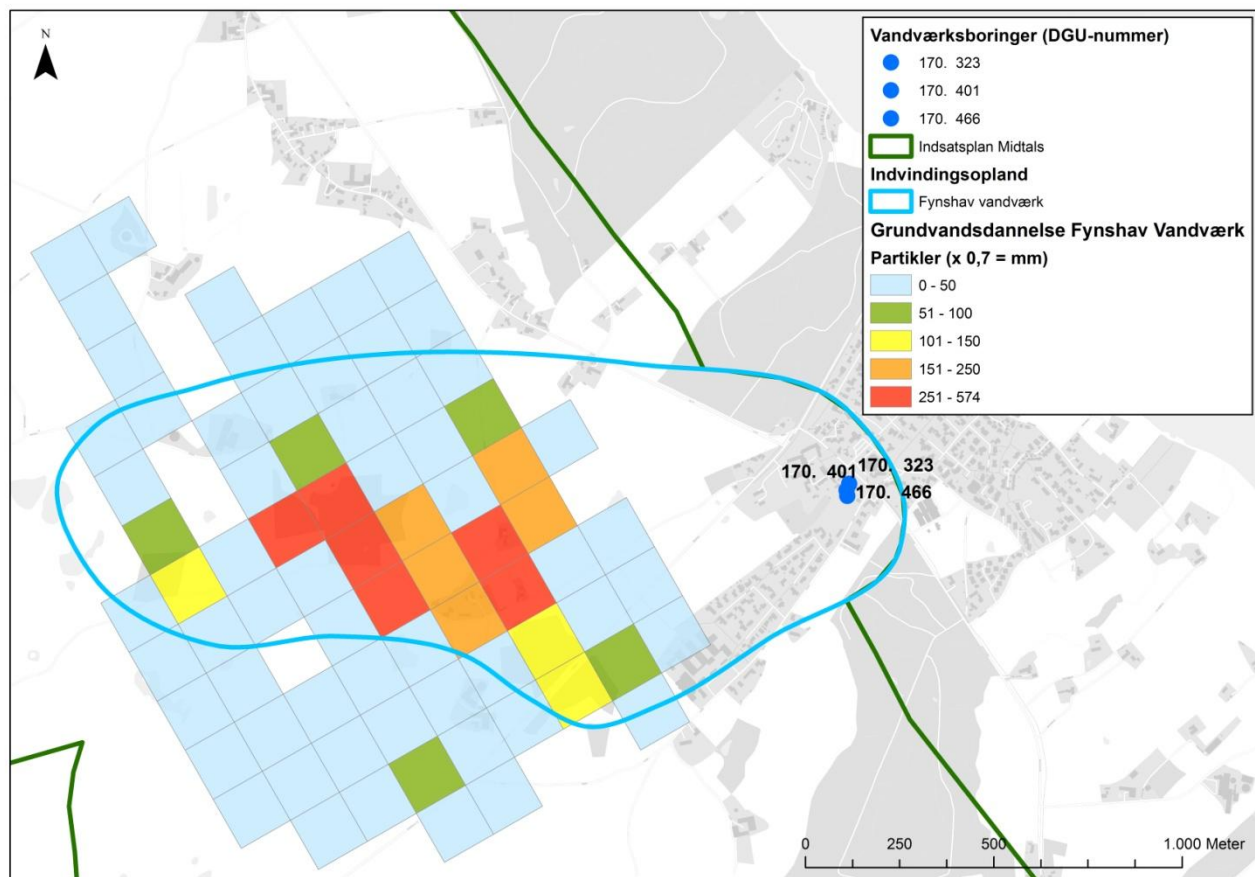 N
Vandværksboringer (DGU-nummer)
170. 323
170. 401
170. 466
Indsatsplan Midtals
Indvindingsopland
Fynshav vandværk
Grundvandsdannelse Fynshav Vandværk
Partikler (x 0,7 = mm)
0 - 50
51 - 100
101 - 150
151 - 250
251 - 574
170. 401
170. 323
170. 466
0 250 500 1.000 Meter